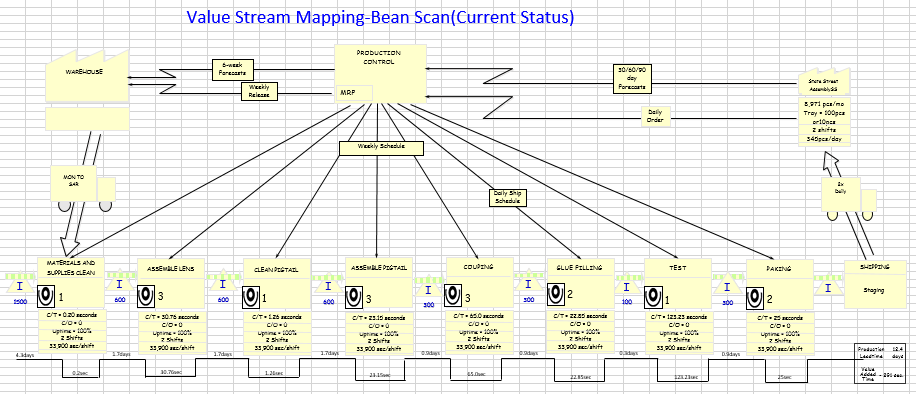 Value Stream Mapping-Bean Scan(Current Status)
WAREHOUSE
6-week
Forecasts
Weekly
Release
PRODUCTION
CONTROL
MRP
30/60/90
day
Forecasts
Daily
Order
State Street
8,971 pcs/mo
Tray = 100pcs
or10pcs
2 shifts
345pcs/day
Weekly Schedule
Daily Ship
Schedule
MON TO
2x
Daily
MATERIALS AND
SUPPLIES CLEAN
1
ASSEMBLE LENS
3
CLEAN PIGTAIL
1
ASSEMBLE PIGTAIL
3
COUPING
3
GLUE FILLING
2
TEST
1
PAKING
2
SHIPPING
Staging
I
I
I
I
I
I
I
I
I
600
600
600
300
300
100
300
C/T = 0.20 seconds
C/O = 0
Uptime = 100%
2 Shifts
33,900 sec/shift
C/T = 30.76 seconds
C/O = 0
Uptime = 100%
2 Shifts
33,900 sec/shift
C/T = 1.26 seconds
C/O = 0
Uptime = 100%
2 Shifts
33,900 sec/shift
C/T = 23.15 seconds
C/O = 0
Uptime = 100%
2 Shifts
33,900 sec/shift
C/T = 65.0 seconds
C/O = 0
Uptime = 100%
2 Shifts
33,900 sec/shift
C/T = 22.85 seconds
C/O = 0
Uptime = 100%
2 Shifts
33,900 sec/shift
C/T = 123.23 seconds
C/O = 0
Uptime = 100%
2 Shifts
33,900 sec/shift
C/T = 25 seconds
C/O = 0
Uptime = 100%
2 Shifts
33,900 sec/shift
4.3days
1.7days
1.7days
1.7days
0.9days
0.9days
0.3days
0.9days
0.2sec
30.76sec
1.26sec
23.15sec
65.0sec
22.85sec
123.23sec
25sec
Production 12.4
Leadtime days
Value
Added = 291 sec.
Time